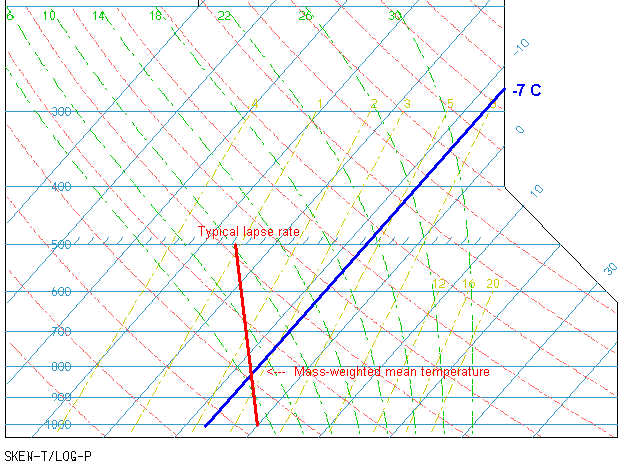 6 10 14 18 22 26 30
-10
-7 C
300 .4 1 2 3 5
0
400
10
Typical lapse rate
500
30
600 12 16 20
700
800 <--- Mass-weighted mean temperature
900
1000
SKEW-T/LOG-P